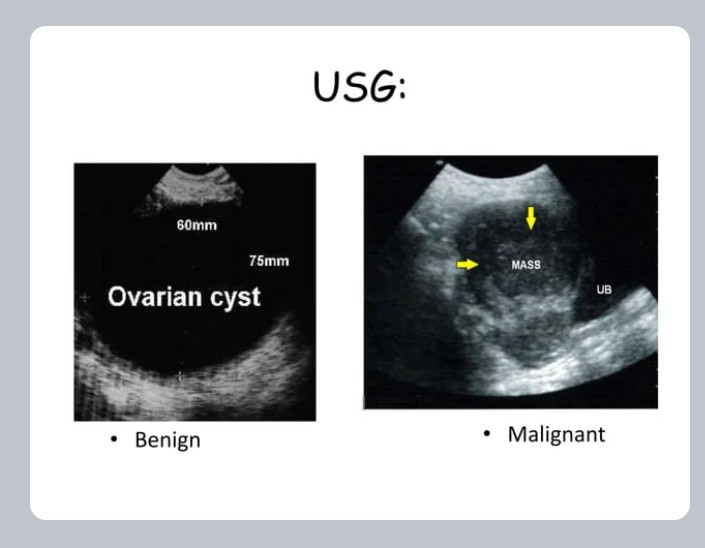 USG:
60mm
75mm
Ovarian cyst
MASS
UB
• Benign
• Malignant